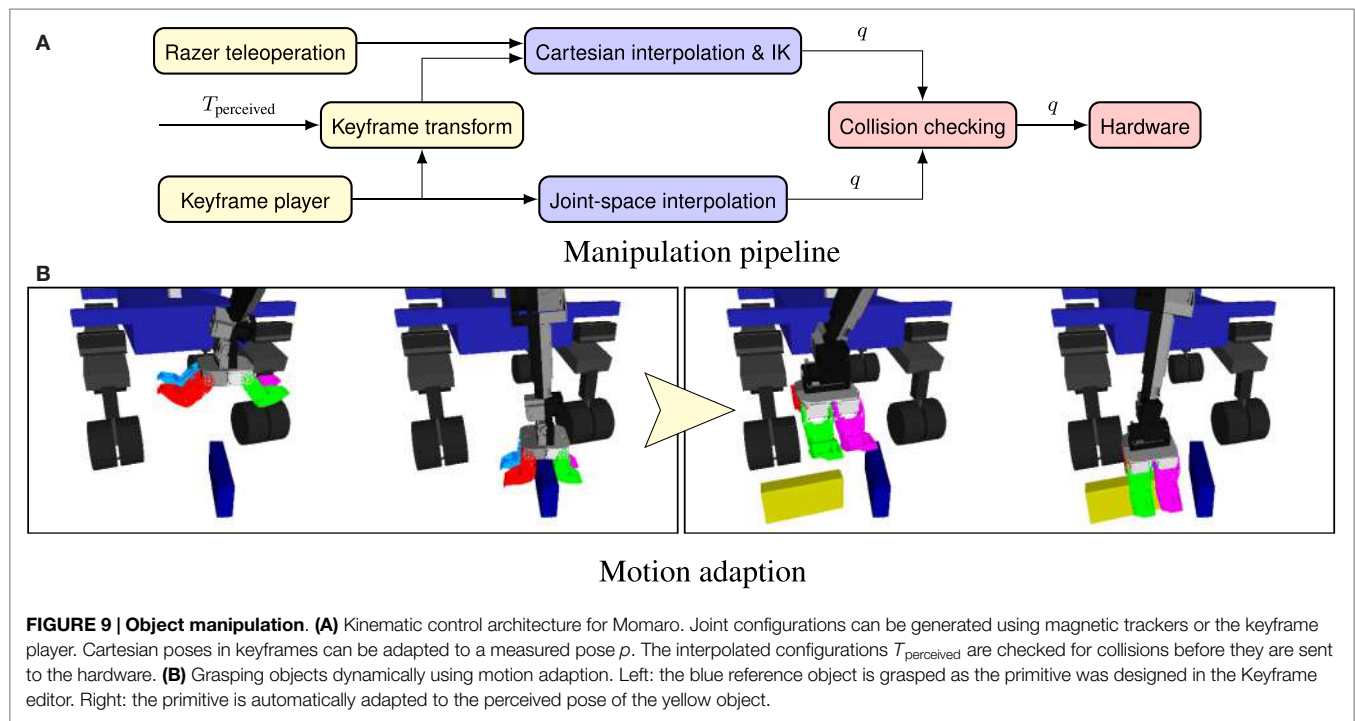 A
Razer teleoperation
Cartesian interpolation & IK
q
T_perceived
Keyframe transform
Collision checking
q
Hardware
Keyframe player
Joint-space interpolation
q
Manipulation pipeline
B
Motion adaption
FIGURE 9 | Object manipulation. (A) Kinematic control architecture for Momaro. Joint configurations can be generated using magnetic trackers or the keyframe
player. Cartesian poses in keyframes can be adapted to a measured pose p. The interpolated configurations T_perceived are checked for collisions before they are sent
to the hardware. (B) Grasping objects dynamically using motion adaption. Left: the blue reference object is grasped as the primitive was designed in the Keyframe
editor. Right: the primitive is automatically adapted to the perceived pose of the yellow object.